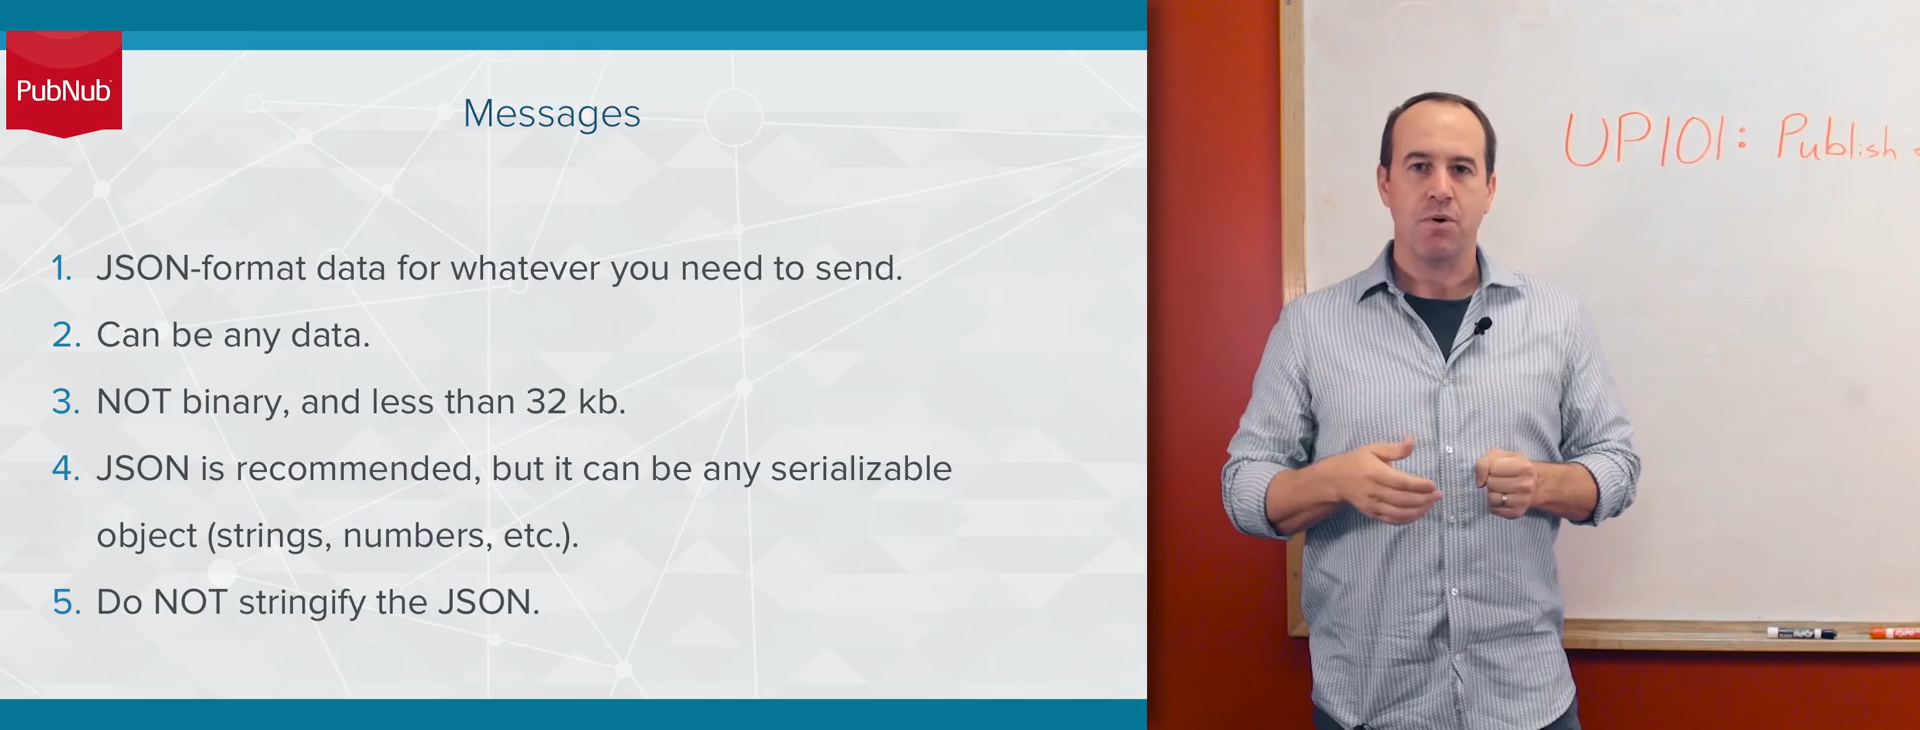 PubNub
Messages
1. JSON-format data for whatever you need to send.
2. Can be any data.
3. NOT binary, and less than 32 kb.
4. JSON is recommended, but it can be any serializable
object (strings, numbers, etc.).
5. Do NOT stringify the JSON.
UP101: Publish